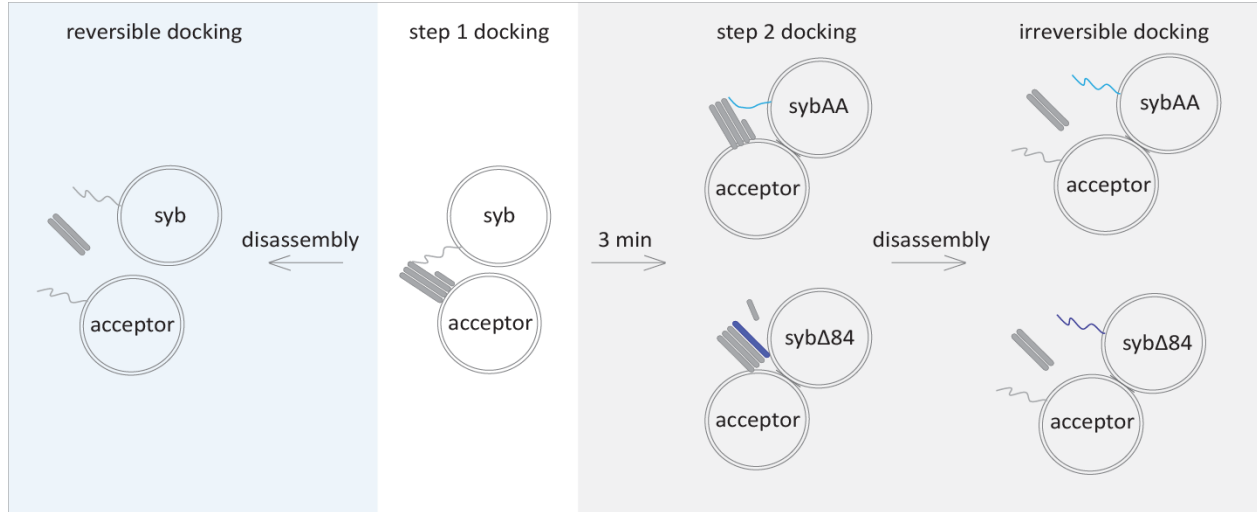 reversible docking
step 1 docking
step 2 docking
irreversible docking
sybAA
sybAA
acceptor
acceptor
syb
syb
disassembly
3 min
disassembly
acceptor
acceptor
sybΔ84
sybΔ84
acceptor
acceptor